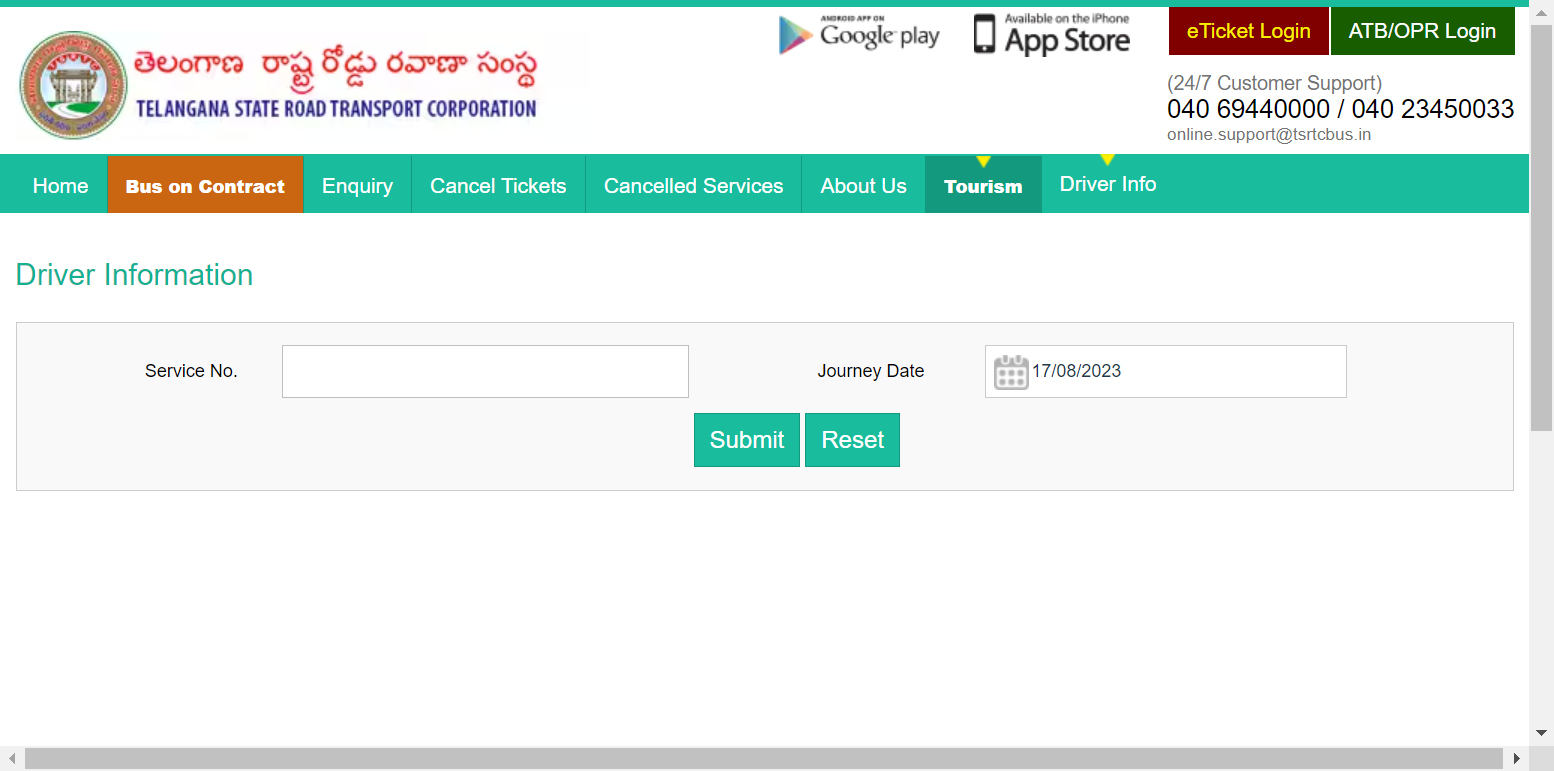 తెలంగాణ రాష్ట్ర రోడ్డు రవాణా సంస్థ
TELANGANA STATE ROAD TRANSPORT CORPORATION
ANDROID APP ON
Google play
Available on the iPhone
App Store
eTicket Login
ATB/OPR Login
(24/7 Customer Support)
040 69440000 / 040 23450033
online.support@tsrtcbus.in
Home
Bus on Contract
Enquiry
Cancel Tickets
Cancelled Services
About Us
Tourism
Driver Info
Driver Information
Service No.
Journey Date
17/08/2023
Submit
Reset